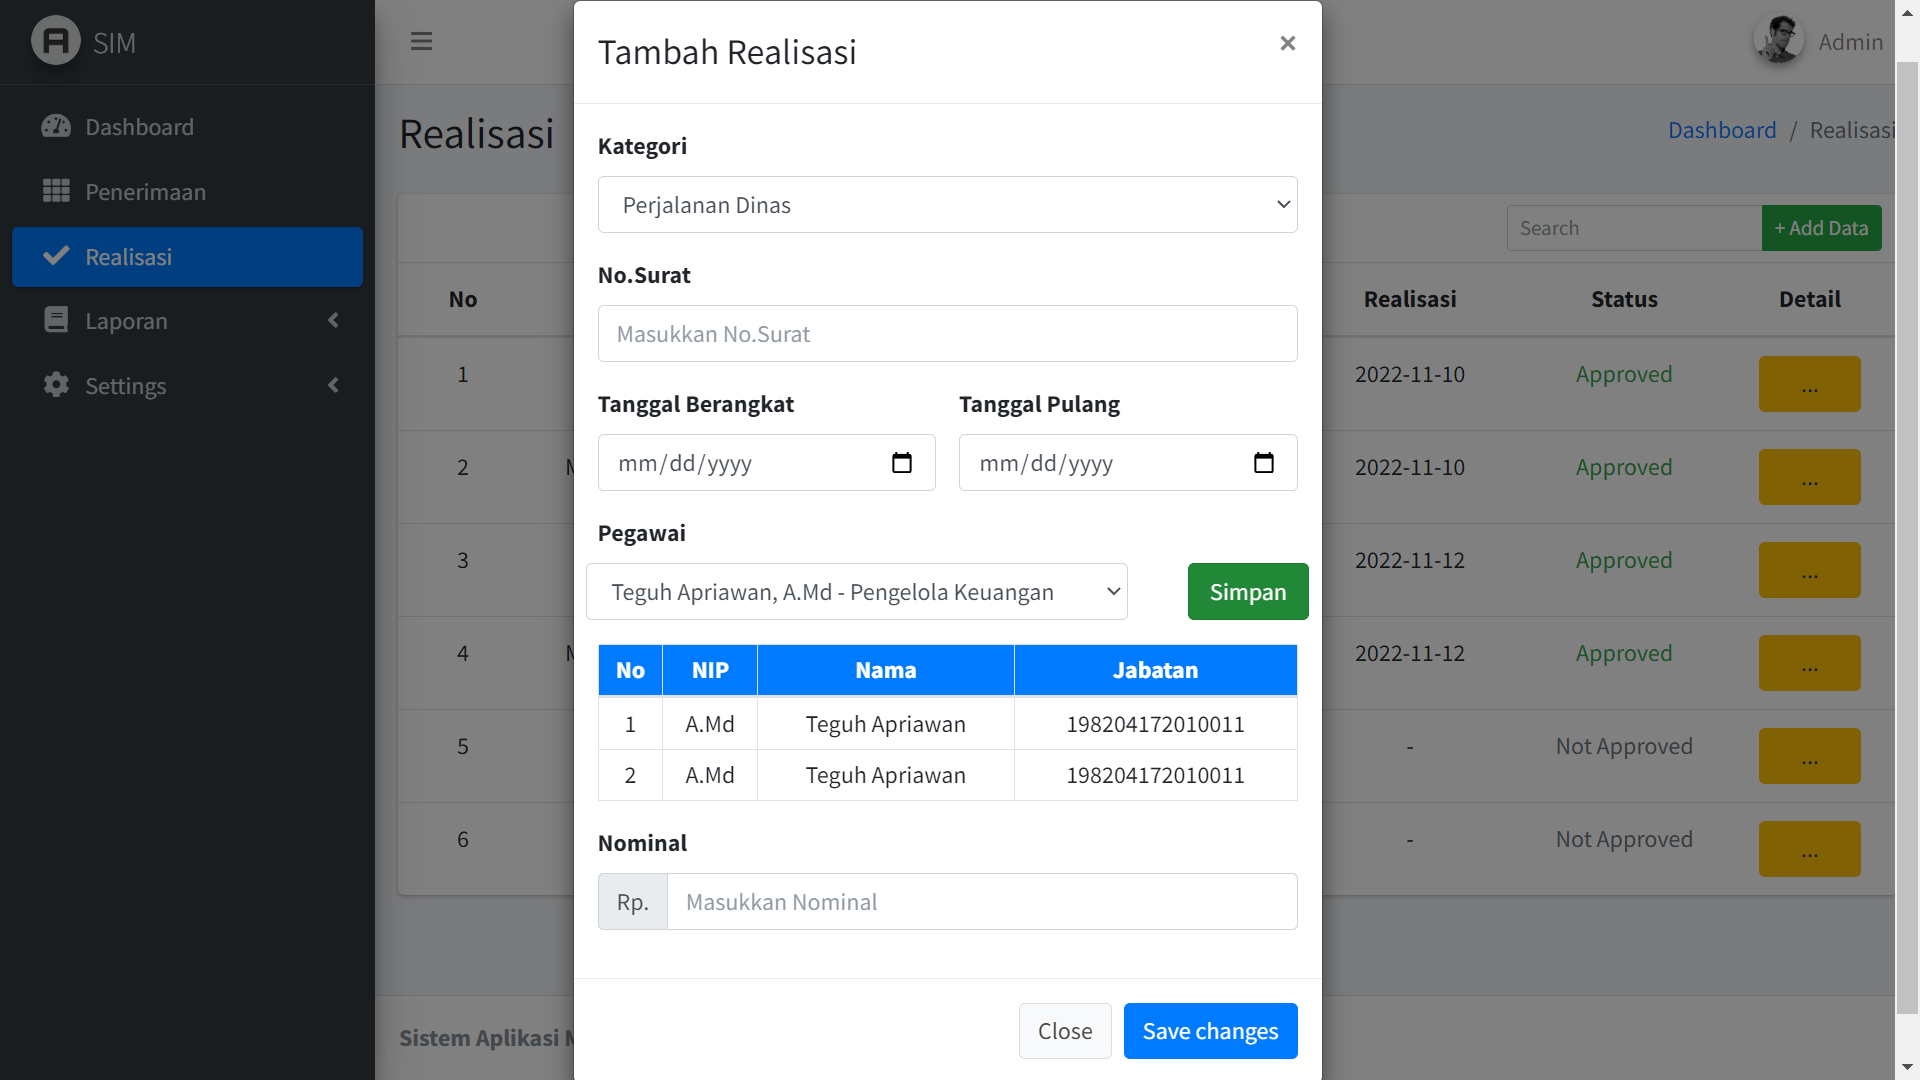 SIM
Dashboard
Penerimaan
Realisasi
Laporan
Settings
Admin
Realisasi
Dashboard / Realisasi
Search
+ Add Data
No Realisasi Status Detail
1 2022-11-10 Approved ...
2 2022-11-10 Approved ...
3 2022-11-12 Approved ...
4 2022-11-12 Approved ...
5 - Not Approved ...
6 - Not Approved ...
Sistem Aplikasi
Tambah Realisasi ×
Kategori
Perjalanan Dinas
No.Surat
Masukkan No.Surat
Tanggal Berangkat Tanggal Pulang
mm/dd/yyyy mm/dd/yyyy
Pegawai
Teguh Apriawan, A.Md - Pengelola Keuangan Simpan
No NIP Nama Jabatan
1 A.Md Teguh Apriawan 198204172010011
2 A.Md Teguh Apriawan 198204172010011
Nominal
Rp. Masukkan Nominal
Close Save changes